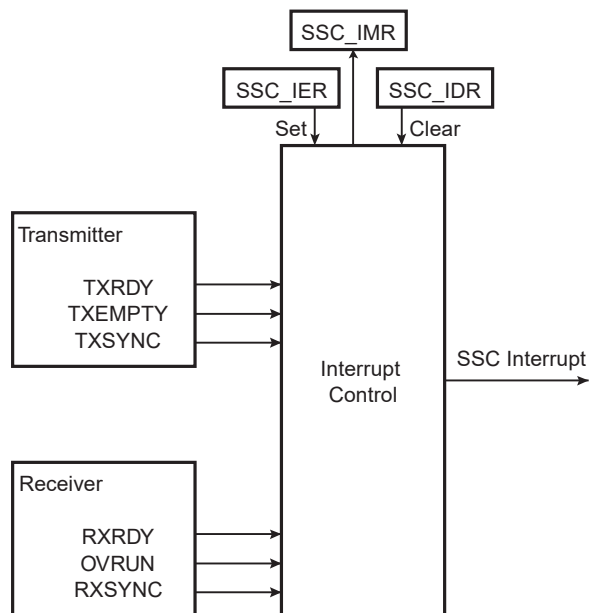 SSC_IMR
SSC_IER
SSC_IDR
Set
Clear
Transmitter
TXRDY
TXEMPTY
TXSYNC
Interrupt
Control
SSC Interrupt
Receiver
RXRDY
OVRUN
RXSYNC